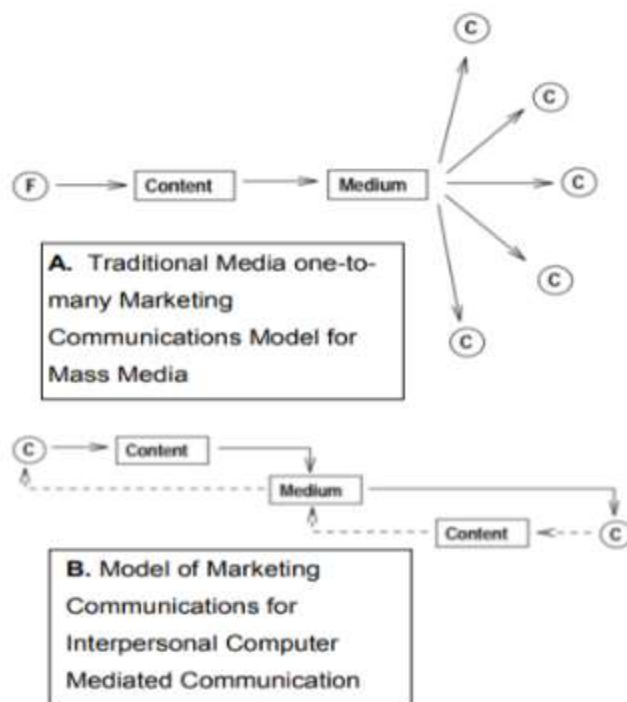 C
C
F
Content
Medium
C
C
C
A. Traditional Media one-to-
many Marketing
Communications Model for
Mass Media
C
Content
Medium
Content
C
B. Model of Marketing
Communications for
Interpersonal Computer
Mediated Communication